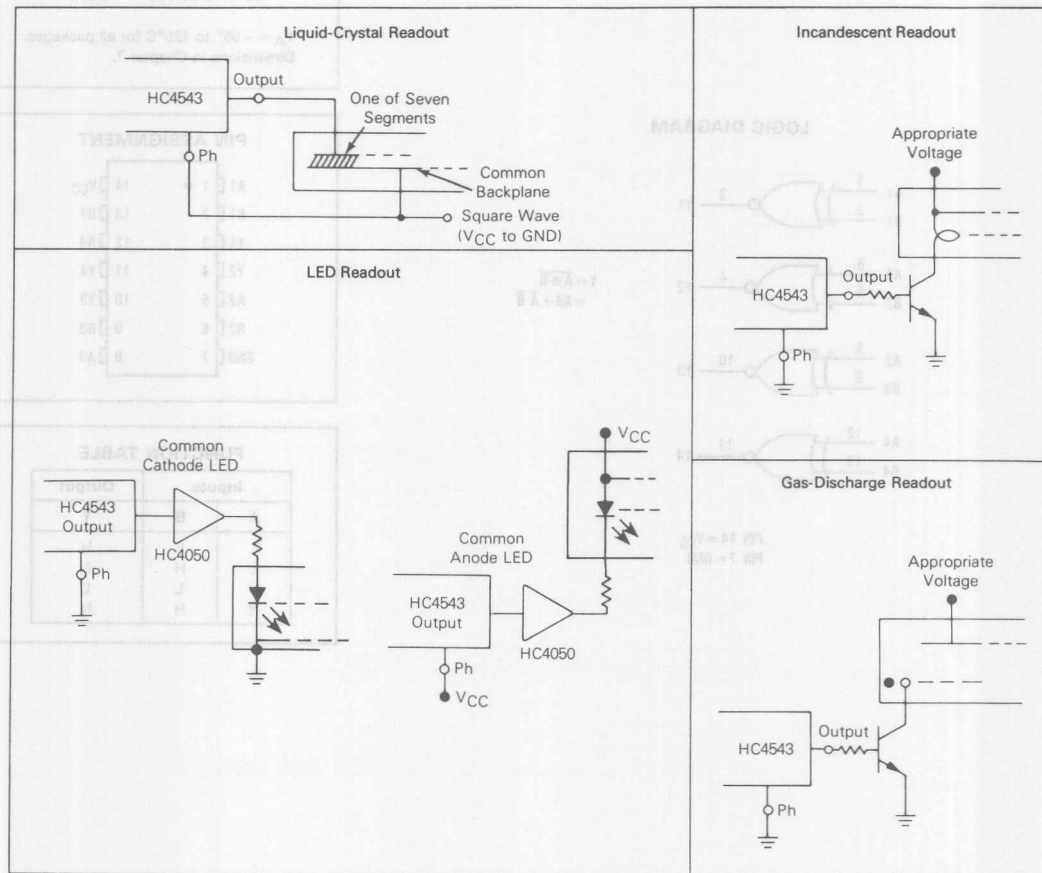 Liquid-Crystal Readout
Output
HC4543
One of Seven
Segments
Ph
Common
Backplane
Square Wave
(VCC to GND)
Incandescent Readout
Appropriate
Voltage
Output
HC4543
Ph
LED Readout
Common
Cathode LED
HC4543
Output
HC4050
Ph
VCC
Common
Anode LED
HC4543
Output
HC4050
Ph
VCC
Gas-Discharge Readout
Appropriate
Voltage
Output
HC4543
Ph